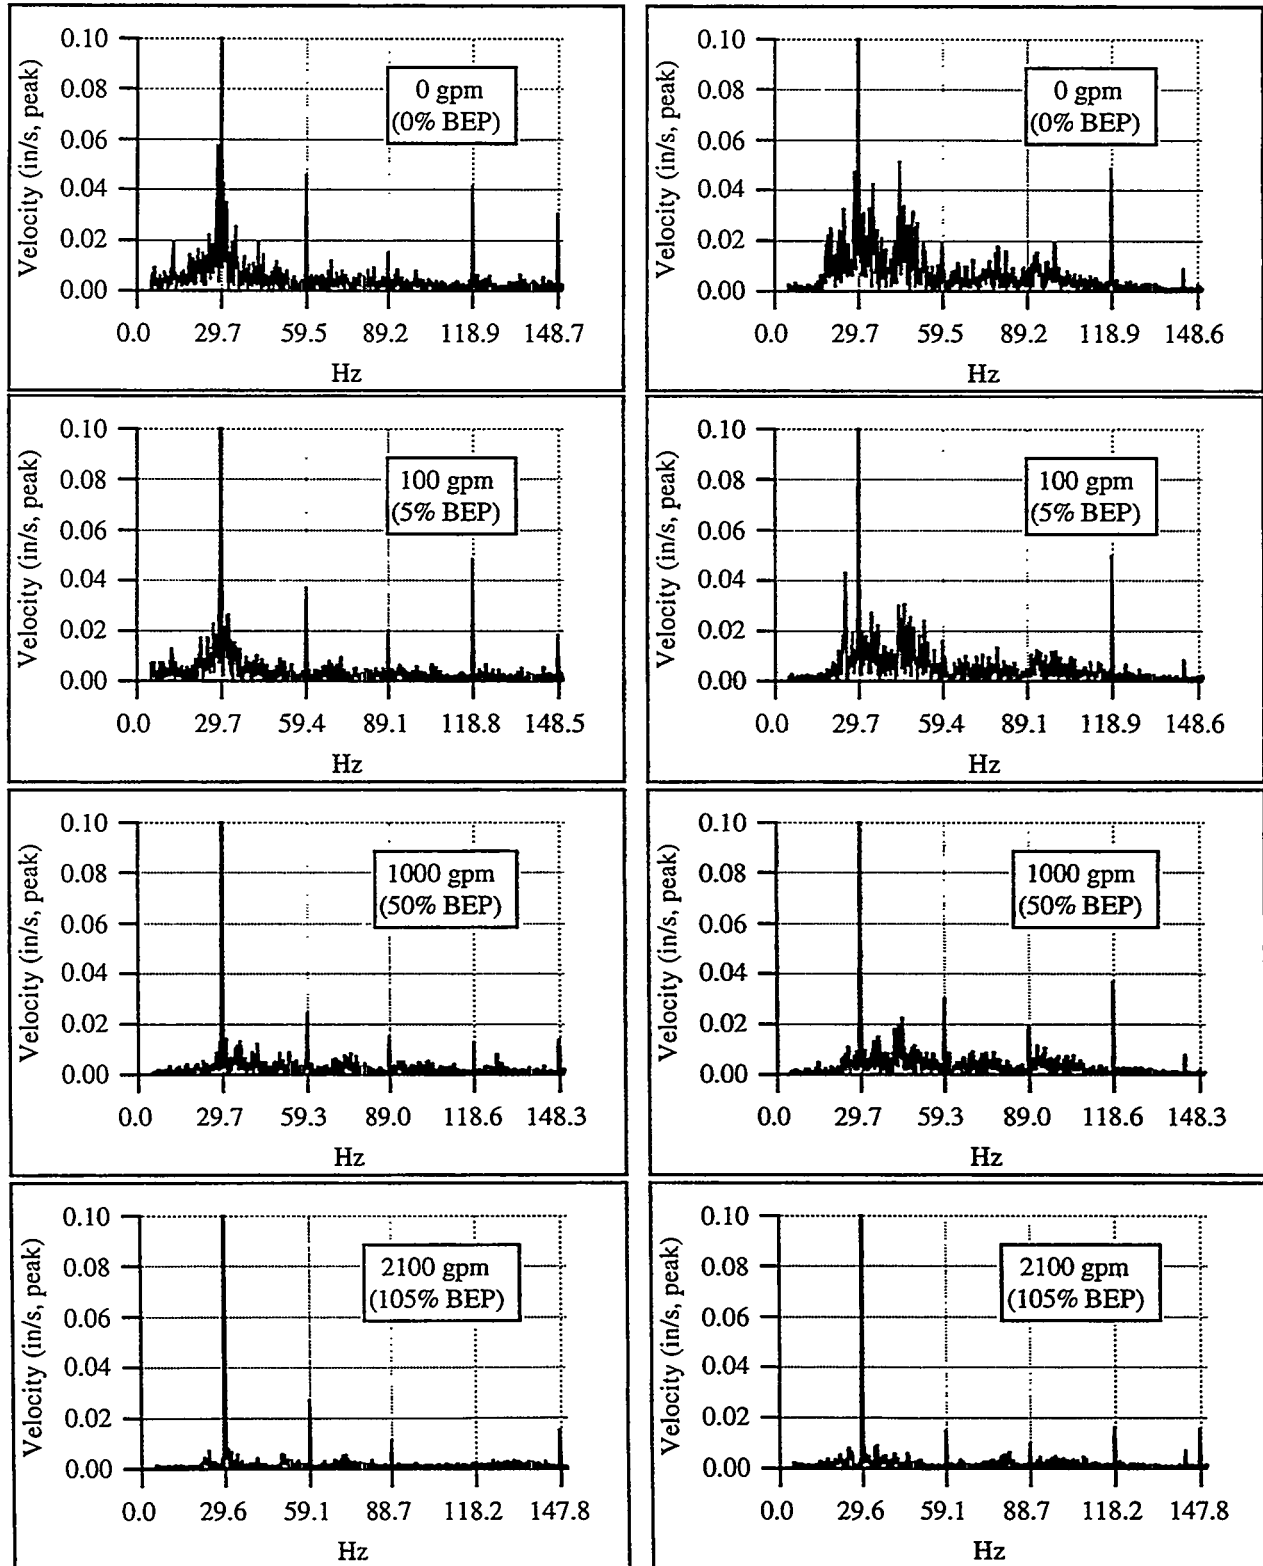 Velocity (in/s, peak)
0.10
0.08
0.06
0.04
0.02
0.00
0 gpm
(0% BEP)
0.0 29.7 59.5 89.2 118.9 148.7
Hz
Velocity (in/s, peak)
0.10
0.08
0.06
0.04
0.02
0.00
0 gpm
(0% BEP)
0.0 29.7 59.5 89.2 118.9 148.6
Hz
Velocity (in/s, peak)
0.10
0.08
0.06
0.04
0.02
0.00
100 gpm
(5% BEP)
0.0 29.7 59.4 89.1 118.8 148.5
Hz
Velocity (in/s, peak)
0.10
0.08
0.06
0.04
0.02
0.00
100 gpm
(5% BEP)
0.0 29.7 59.4 89.1 118.9 148.6
Hz
Velocity (in/s, peak)
0.10
0.08
0.06
0.04
0.02
0.00
1000 gpm
(50% BEP)
0.0 29.7 59.3 89.0 118.6 148.3
Hz
Velocity (in/s, peak)
0.10
0.08
0.06
0.04
0.02
0.00
1000 gpm
(50% BEP)
0.0 29.7 59.3 89.0 118.6 148.3
Hz
Velocity (in/s, peak)
0.10
0.08
0.06
0.04
0.02
0.00
2100 gpm
(105% BEP)
0.0 29.6 59.1 88.7 118.2 147.8
Hz
Velocity (in/s, peak)
0.10
0.08
0.06
0.04
0.02
0.00
2100 gpm
(105% BEP)
0.0 29.6 59.1 88.7 118.2 147.8
Hz